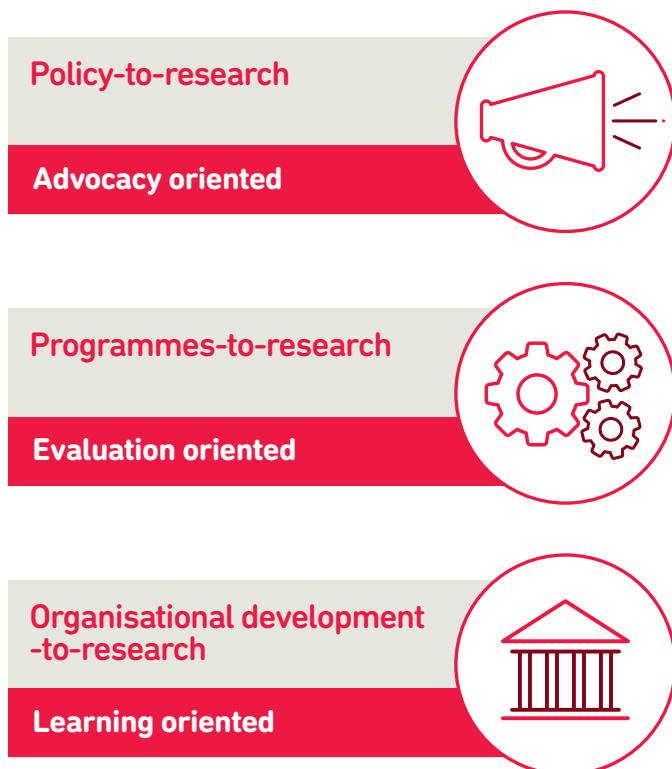 Policy-to-research
Advocacy oriented
Programmes-to-research
Evaluation oriented
Organisational development
-to-research
Learning oriented